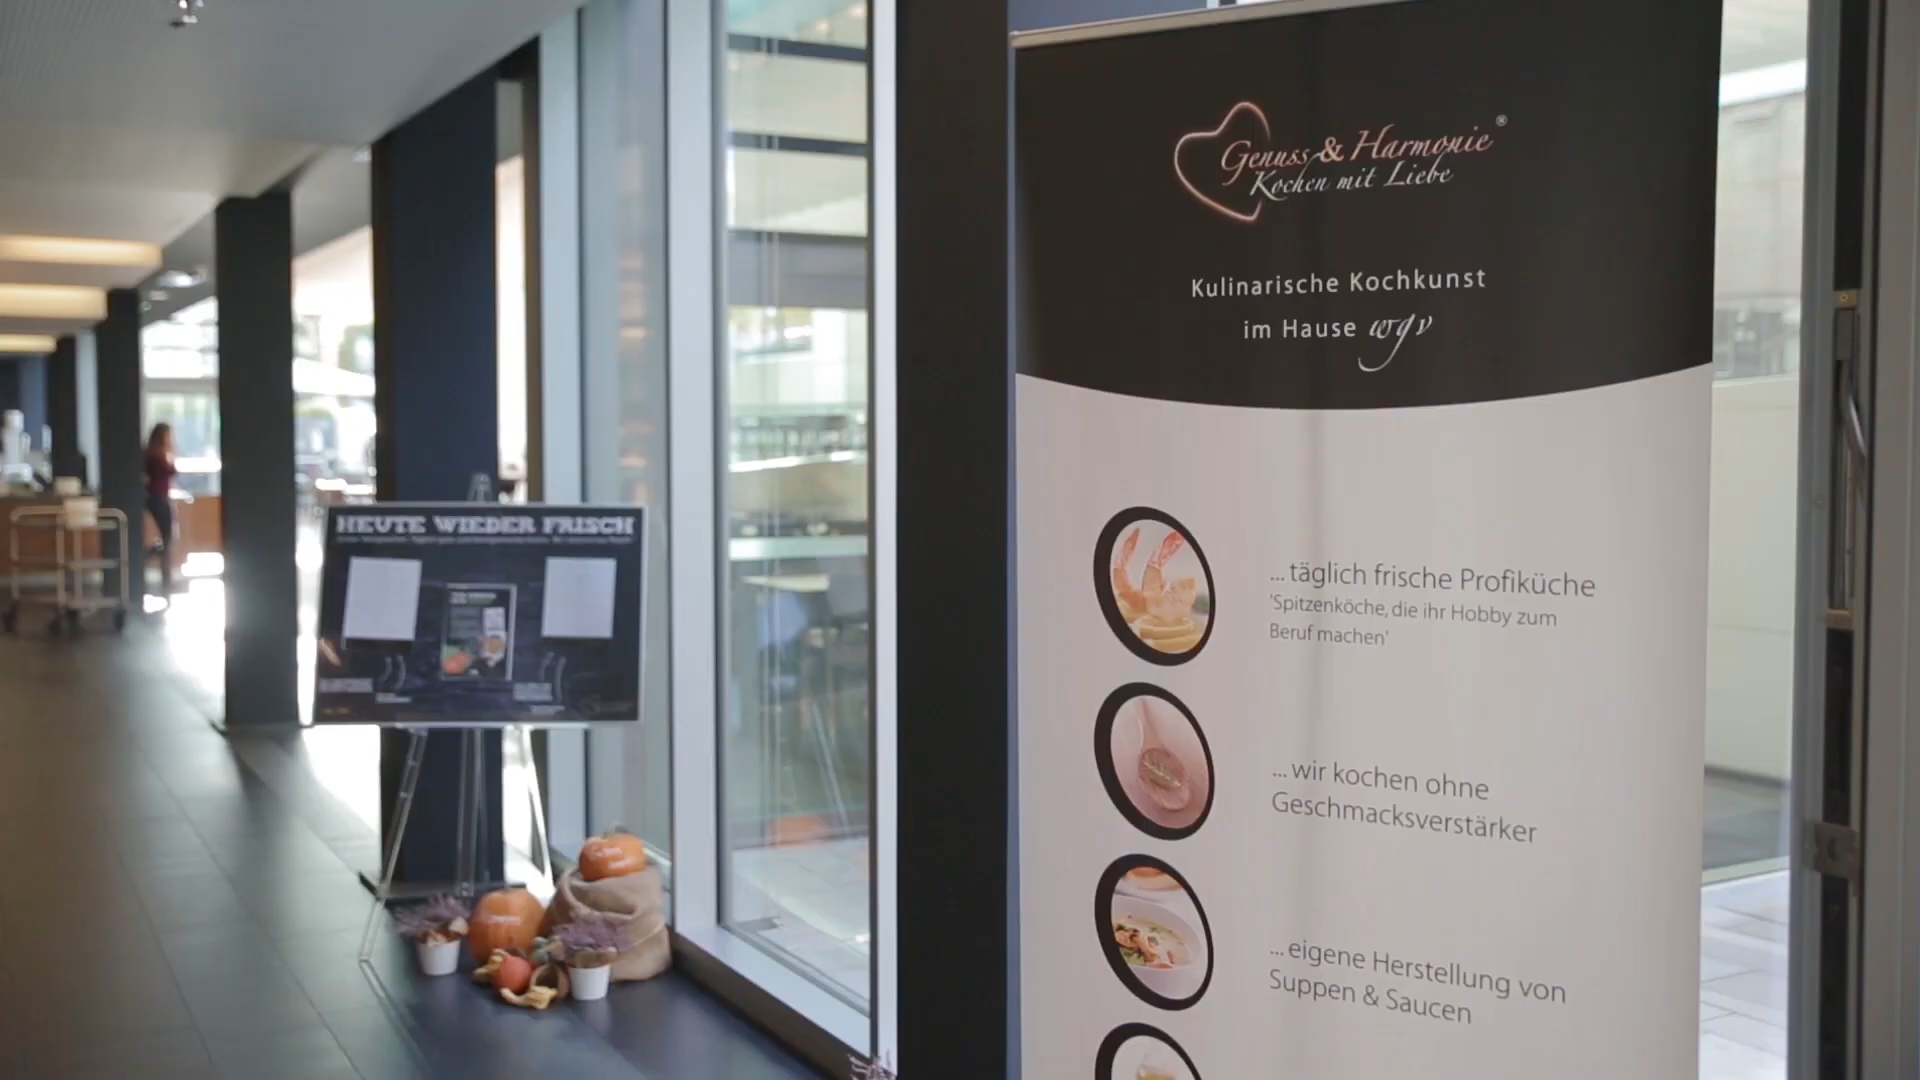 Genuss & Harmonie®
Kochen mit Liebe
Kulinarische Kochkunst
im Hause wgv
... täglich frische Profiküche
'Spitzenköche, die ihr Hobby zum
Beruf machen'
... wir kochen ohne
Geschmacksverstärker
... eigene Herstellung von
Suppen & Saucen
HEUTE WIEDER FRISCH